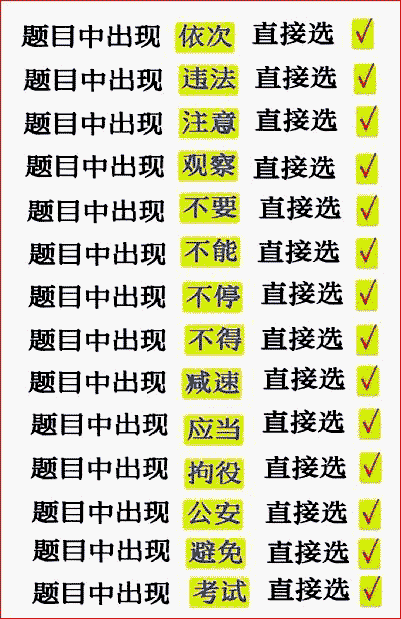 题目中出现 依次 直接选 √
题目中出现 违法 直接选 √
题目中出现 注意 直接选 √
题目中出现 观察 直接选 √
题目中出现 不要 直接选 √
题目中出现 不能 直接选 √
题目中出现 不停 直接选 √
题目中出现 不得 直接选 √
题目中出现 减速 直接选 √
题目中出现 应当 直接选 √
题目中出现 拘役 直接选 √
题目中出现 公安 直接选 √
题目中出现 避免 直接选 √
题目中出现 考试 直接选 √